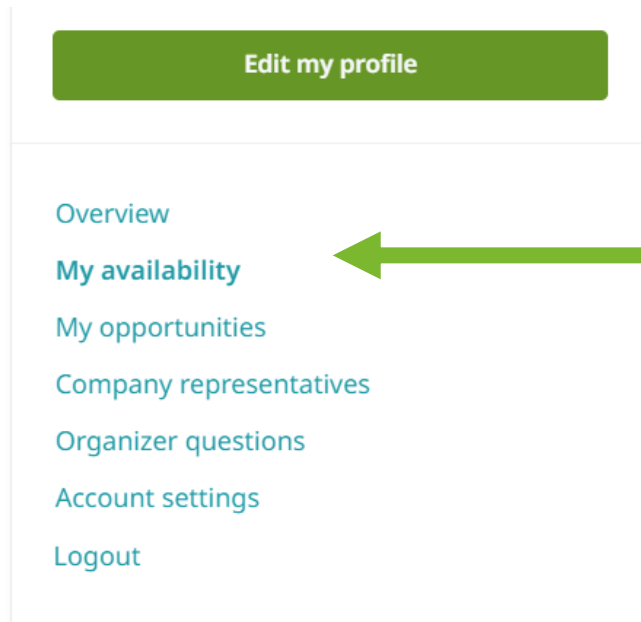 Edit my profile
Overview
My availability
My opportunities
Company representatives
Organizer questions
Account settings
Logout